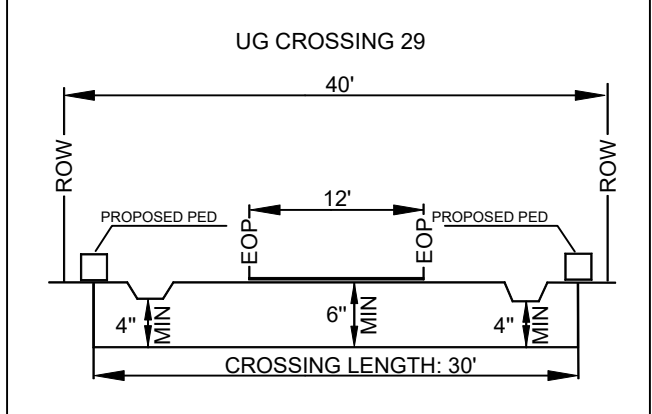 UG CROSSING 29
40'
ROW
ROW
12'
PROPOSED PED
PROPOSED PED
EOP
EOP
4" MIN
6" MIN
4" MIN
CROSSING LENGTH: 30'